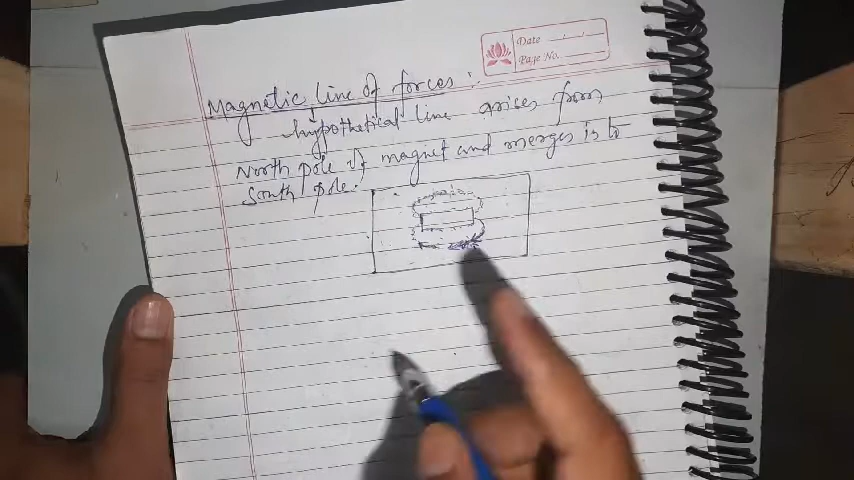 Date / /
Page No.
Magnetic line of forces :-
hypothetical line arises from
North pole of magnet and merges is to
South pole.